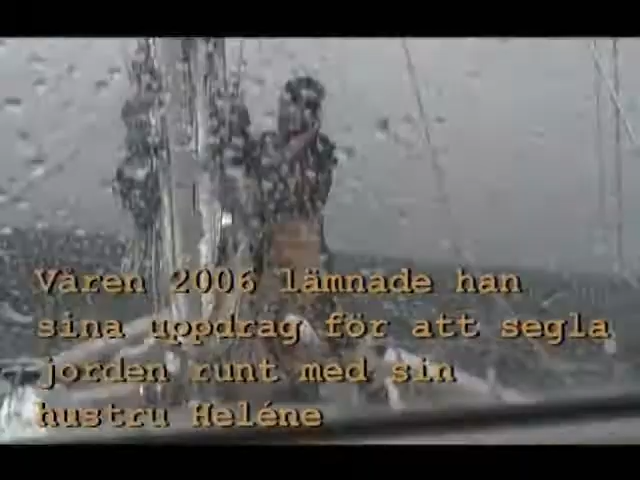 Våren 2006 lämnade han
sina uppdrag för att segla
jorden runt med sin
hustru Heléne